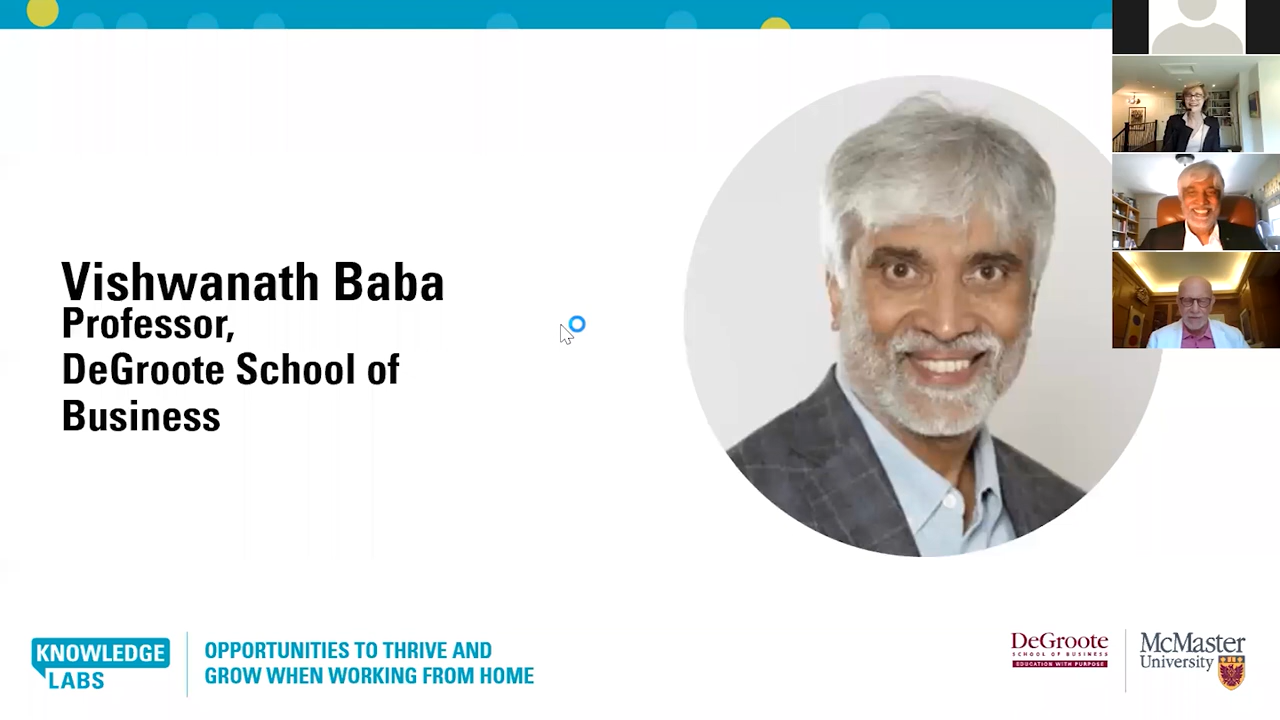 Vishwanath Baba
Professor,
DeGroote School of
Business
KNOWLEDGE
LABS
OPPORTUNITIES TO THRIVE AND
GROW WHEN WORKING FROM HOME
DeGroote
SCHOOL OF BUSINESS
EDUCATION WITH PURPOSE
McMaster
University